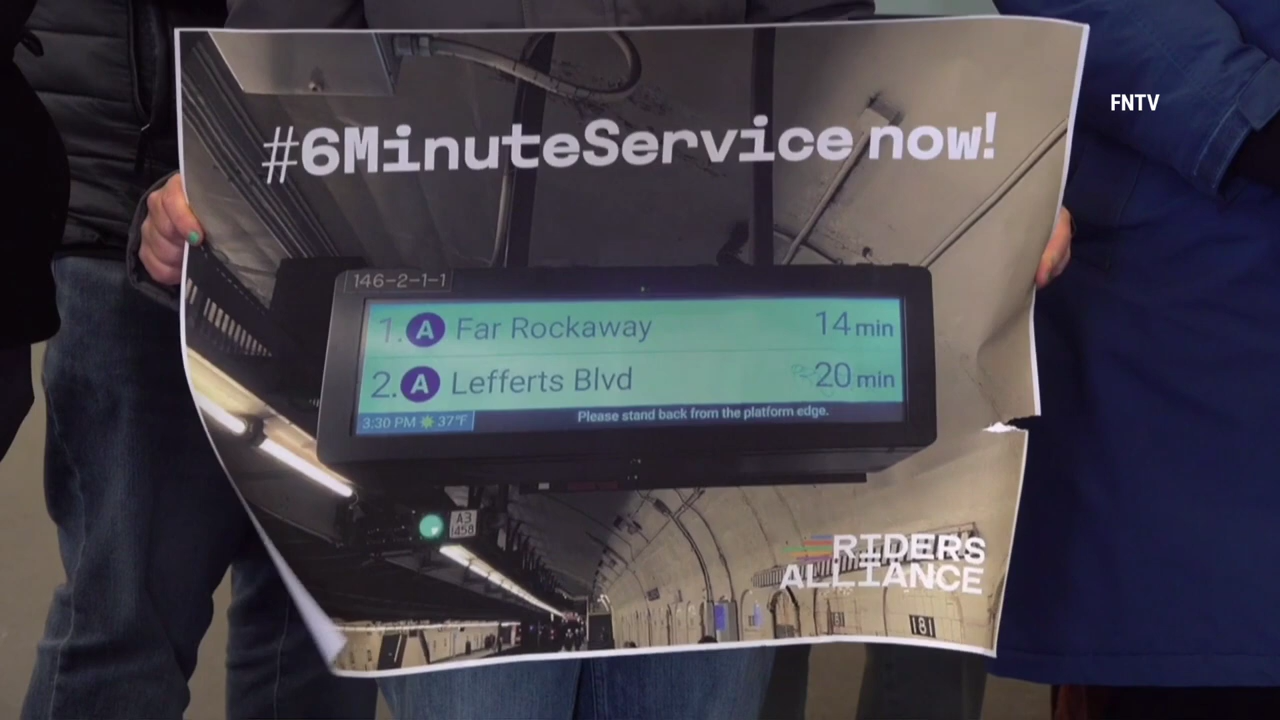 FNTV
#6MinuteService now!
146-2-1-1
1. A Far Rockaway 14 min
2. A Lefferts Blvd 20 min
3:30 PM 37°F Please stand back from the platform edge.
A3
1458
RIDERS
ALLIANCE
181